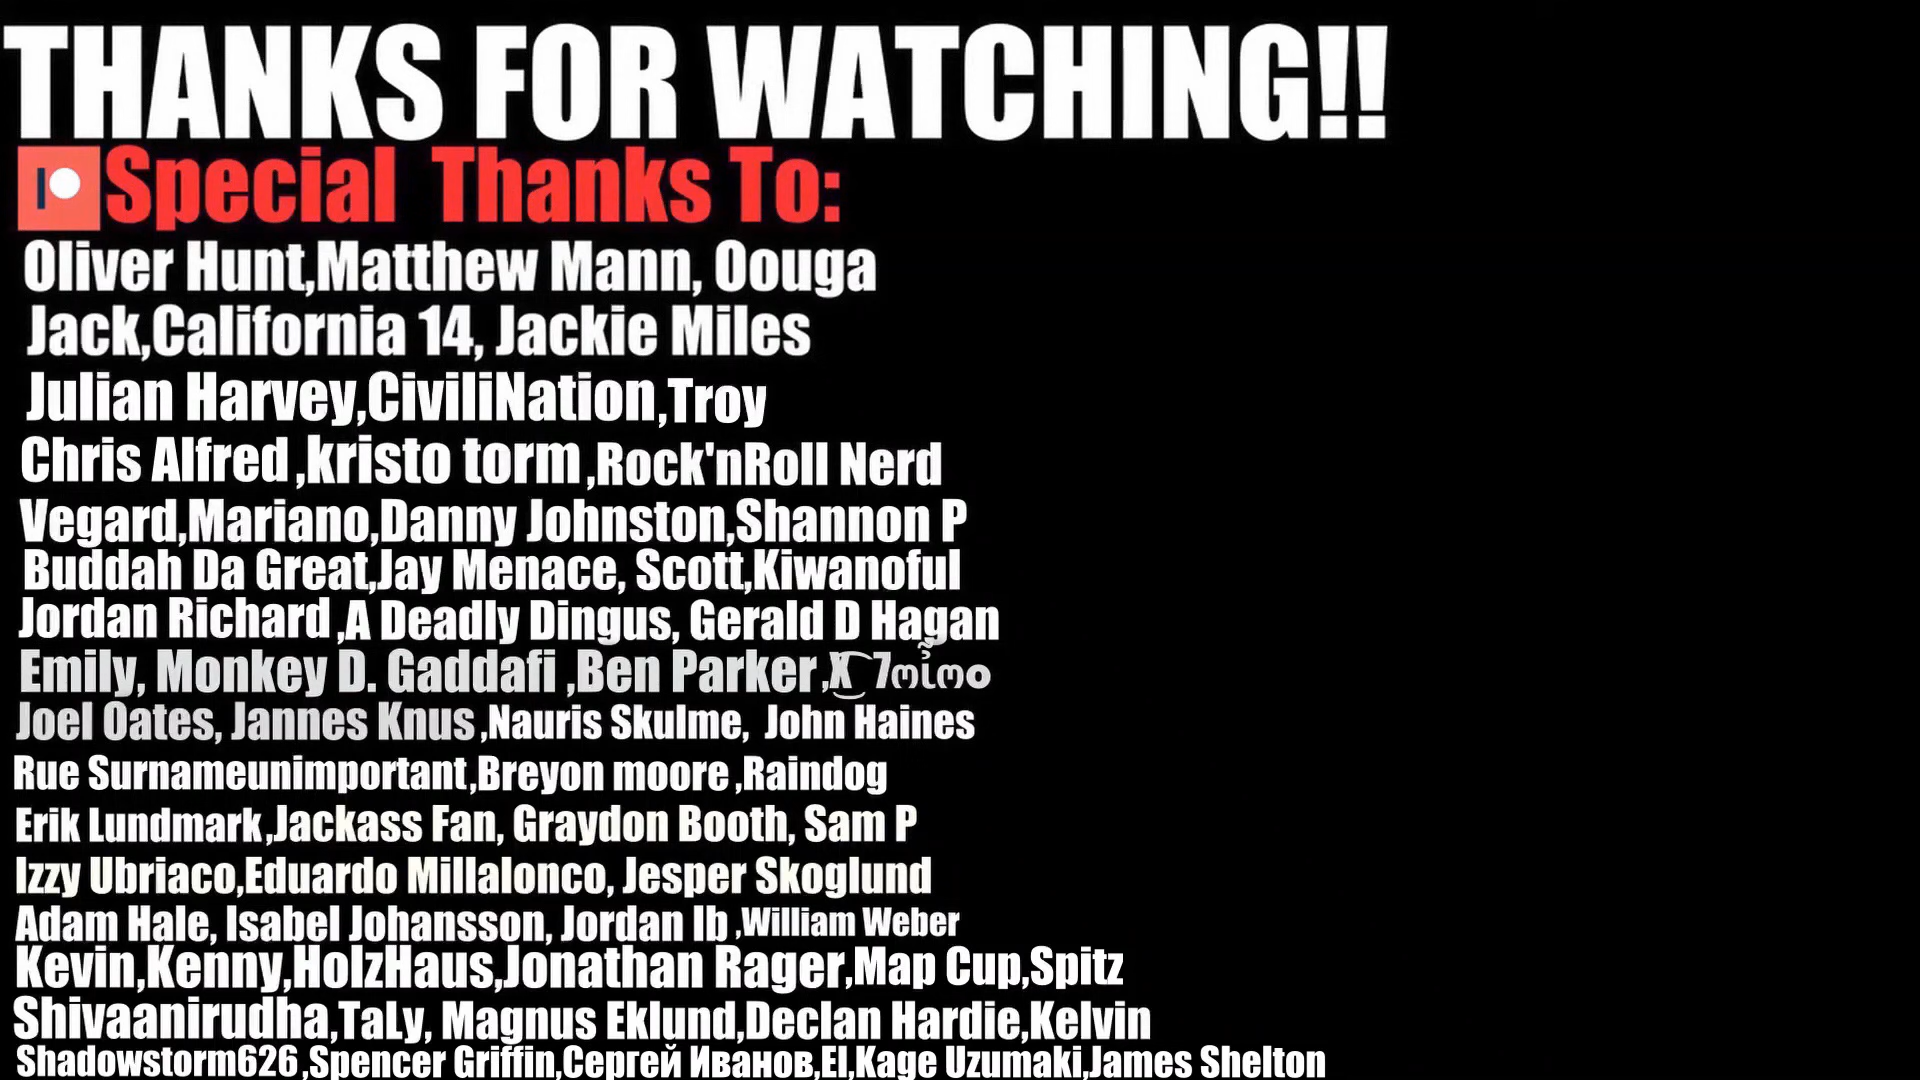 THANKS FOR WATCHING!!
Special Thanks To:
Oliver Hunt,Matthew Mann, Oouga
Jack,California 14, Jackie Miles
Julian Harvey,CiviliNation,Troy
Chris Alfred ,kristo torm ,Rock'nRoll Nerd
Vegard,Mariano,Danny Johnston,Shannon P
Buddah Da Great,Jay Menace, Scott,Kiwanoful
Jordan Richard ,A Deadly Dingus, Gerald D Hagan
Emily, Monkey D. Gaddafi ,Ben Parker
Joel Oates, Jannes Knus ,Nauris Skulme, John Haines
Rue Surnameunimportant,Breyon moore ,Raindog
Erik Lundmark,Jackass Fan, Graydon Booth, Sam P
Izzy Ubriaco,Eduardo Millalonco, Jesper Skoglund
Adam Hale, Isabel Johansson, Jordan Ib ,William Weber
Kevin,Kenny,HolzHaus,Jonathan Rager,Map Cup,Spitz
Shivaanirudha,TaLy, Magnus Eklund,Declan Hardie,Kelvin
Shadowstorm626 ,Spencer Griffin,Сергей Иванов,El,Kage Uzumaki,James Shelton